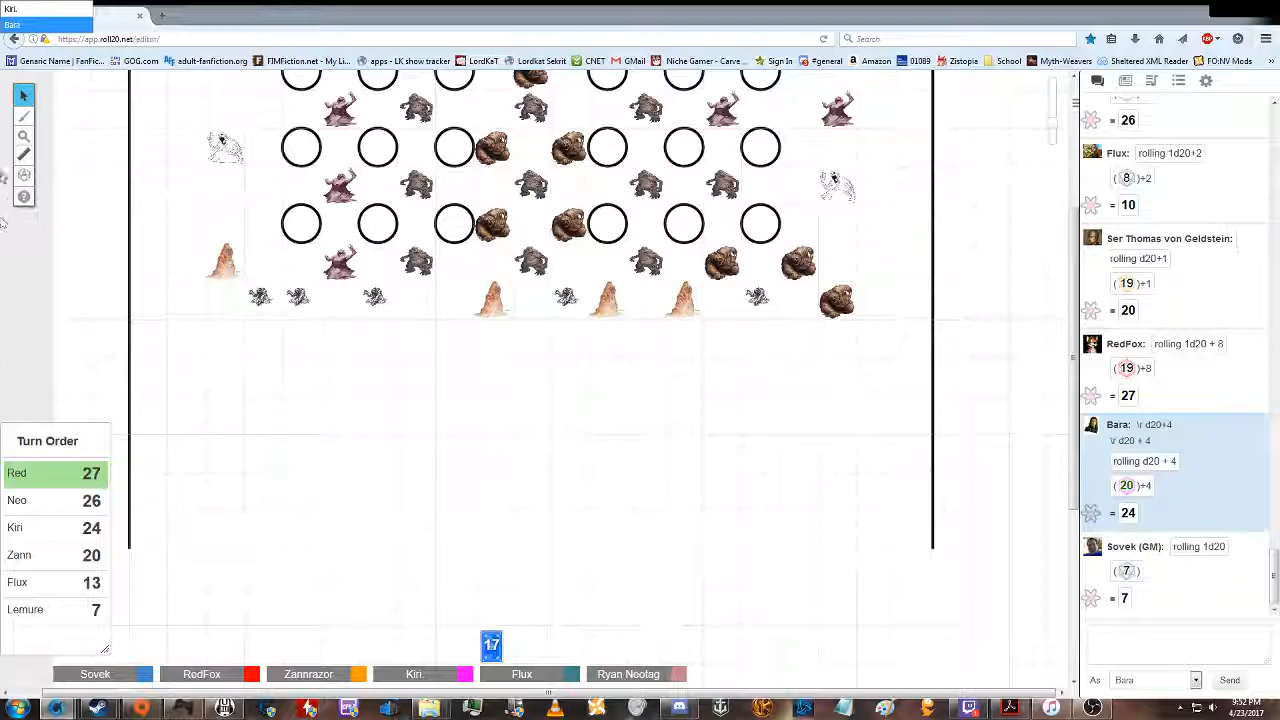 Kiri.
Bara
https://app.roll20.net/editor/
Search
Generic Name | FanFic...
GOG.com
adult-fanfiction.org
FIMFiction.net - My Li...
apps - LK show tracker
LordKaT
Lordkat Sekrit
CNET
GMail
Niche Gamer - Carve ...
Sign In
#general
Amazon
01089
Zistopia
School
Myth-Weavers
Sheltered XML Reader
FO:NV Mods
= 26
Flux: rolling 1d20+2
(8)+2
= 10
Ser Thomas von Geldstein:
rolling d20+1
(19)+1
= 20
RedFox: rolling 1d20 + 8
(19)+8
= 27
Bara: \r d20+4
\r d20 + 4
rolling d20 + 4
(20)+4
= 24
Sovek (GM): rolling 1d20
(7)
= 7
Turn Order
Red 27
Neo 26
Kiri 24
Zann 20
Flux 13
Lemure 7
17
Sovek
RedFox
Zannrazor
Kiri.
Flux
Ryan Neotag
As Bara Send
9:52 PM
4/23/2017